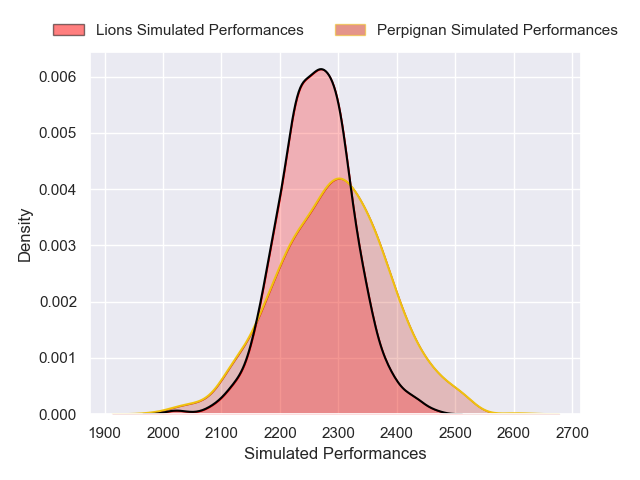 Lions Simulated Performances Perpignan Simulated Performances
0.006
0.005
0.004
0.003
0.002
0.001
0.000
Density
1900 2000 2100 2200 2300 2400 2500 2600 2700
Simulated Performances